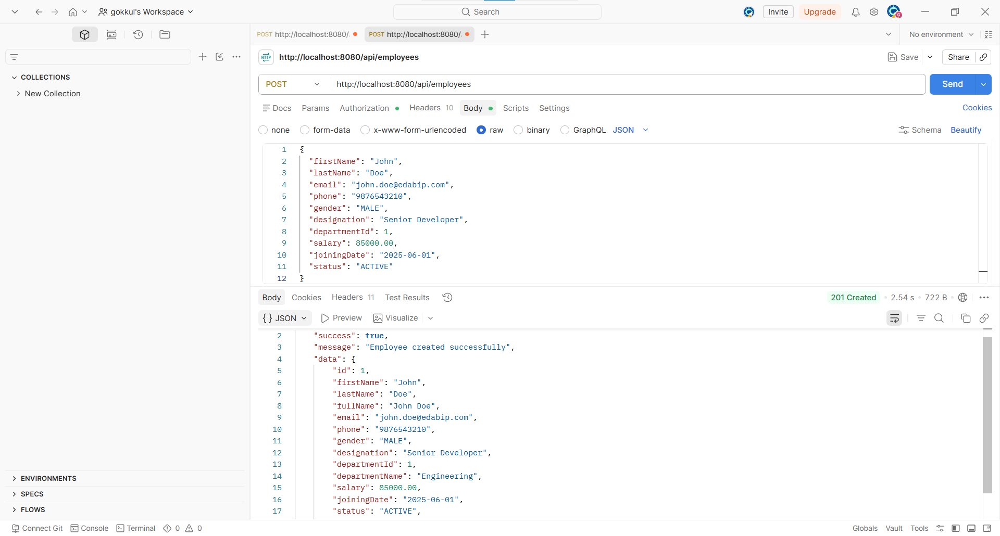 gokkul's Workspace
Search
Invite
Upgrade
POST http://localhost:8080/
POST http://localhost:8080/
No environment
COLLECTIONS
New Collection
HTTP http://localhost:8080/api/employees
Save
Share
POST http://localhost:8080/api/employees
Send
Docs Params Authorization Headers 10 Body Scripts Settings
Cookies
none form-data x-www-form-urlencoded raw binary GraphQL JSON
Schema Beautify
1 {
2 "firstName": "John",
3 "lastName": "Doe",
4 "email": "john.doe@edabip.com",
5 "phone": "9876543210",
6 "gender": "MALE",
7 "designation": "Senior Developer",
8 "departmentId": 1,
9 "salary": 85000.00,
10 "joiningDate": "2025-06-01",
11 "status": "ACTIVE"
12 }
Body Cookies Headers 11 Test Results
201 Created 2.54 s 722 B
{} JSON Preview Visualize
2 "success": true,
3 "message": "Employee created successfully",
4 "data": {
5 "id": 1,
6 "firstName": "John",
7 "lastName": "Doe",
8 "fullName": "John Doe",
9 "email": "john.doe@edabip.com",
10 "phone": "9876543210",
11 "gender": "MALE",
12 "designation": "Senior Developer",
13 "departmentId": 1,
14 "departmentName": "Engineering",
15 "salary": 85000.00,
16 "joiningDate": "2025-06-01",
17 "status": "ACTIVE",
ENVIRONMENTS
SPECS
FLOWS
Connect Git Console Terminal 0 0
Globals Vault Tools